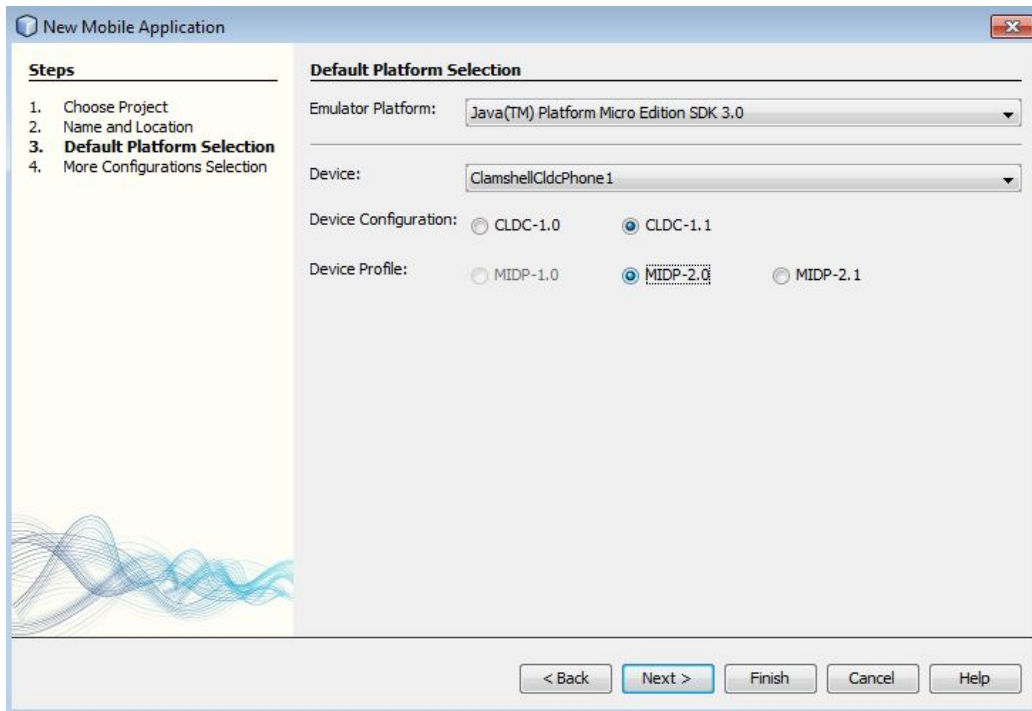 New Mobile Application
Steps
1. Choose Project
2. Name and Location
3. Default Platform Selection
4. More Configurations Selection
Default Platform Selection
Emulator Platform: Java(TM) Platform Micro Edition SDK 3.0
Device: ClamshellCldcPhone1
Device Configuration: CLDC-1.0 CLDC-1.1
Device Profile: MIDP-1.0 MIDP-2.0 MIDP-2.1
< Back Next > Finish Cancel Help